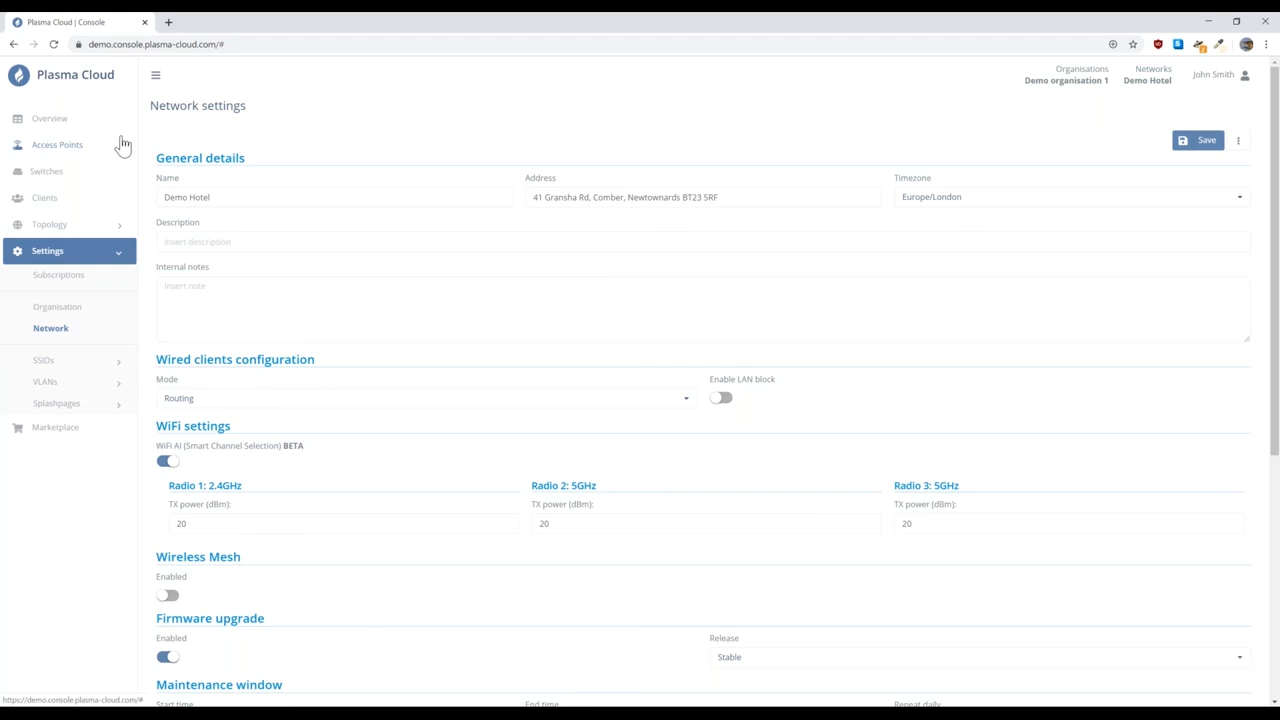 Plasma Cloud | Console
demo.console.plasma-cloud.com/#
Plasma Cloud
Organisations
Demo organisation 1
Networks
Demo Hotel
John Smith
Overview
Access Points
Switches
Clients
Topology
Settings
Subscriptions
Organisation
Network
SSIDs
VLANs
Splashpages
Marketplace
Network settings
Save
General details
Name
Address
Timezone
Demo Hotel
41 Gransha Rd, Comber, Newtownards BT23 5RF
Europe/London
Description
Insert description
Internal notes
Insert note
Wired clients configuration
Mode
Enable LAN block
Routing
WiFi settings
WiFi AI (Smart Channel Selection) BETA
Radio 1: 2.4GHz
Radio 2: 5GHz
Radio 3: 5GHz
TX power (dBm):
TX power (dBm):
TX power (dBm):
20
20
20
Wireless Mesh
Enabled
Firmware upgrade
Enabled
Release
Stable
Maintenance window
Start time
End time
Repeat daily
https://demo.console.plasma-cloud.com/#